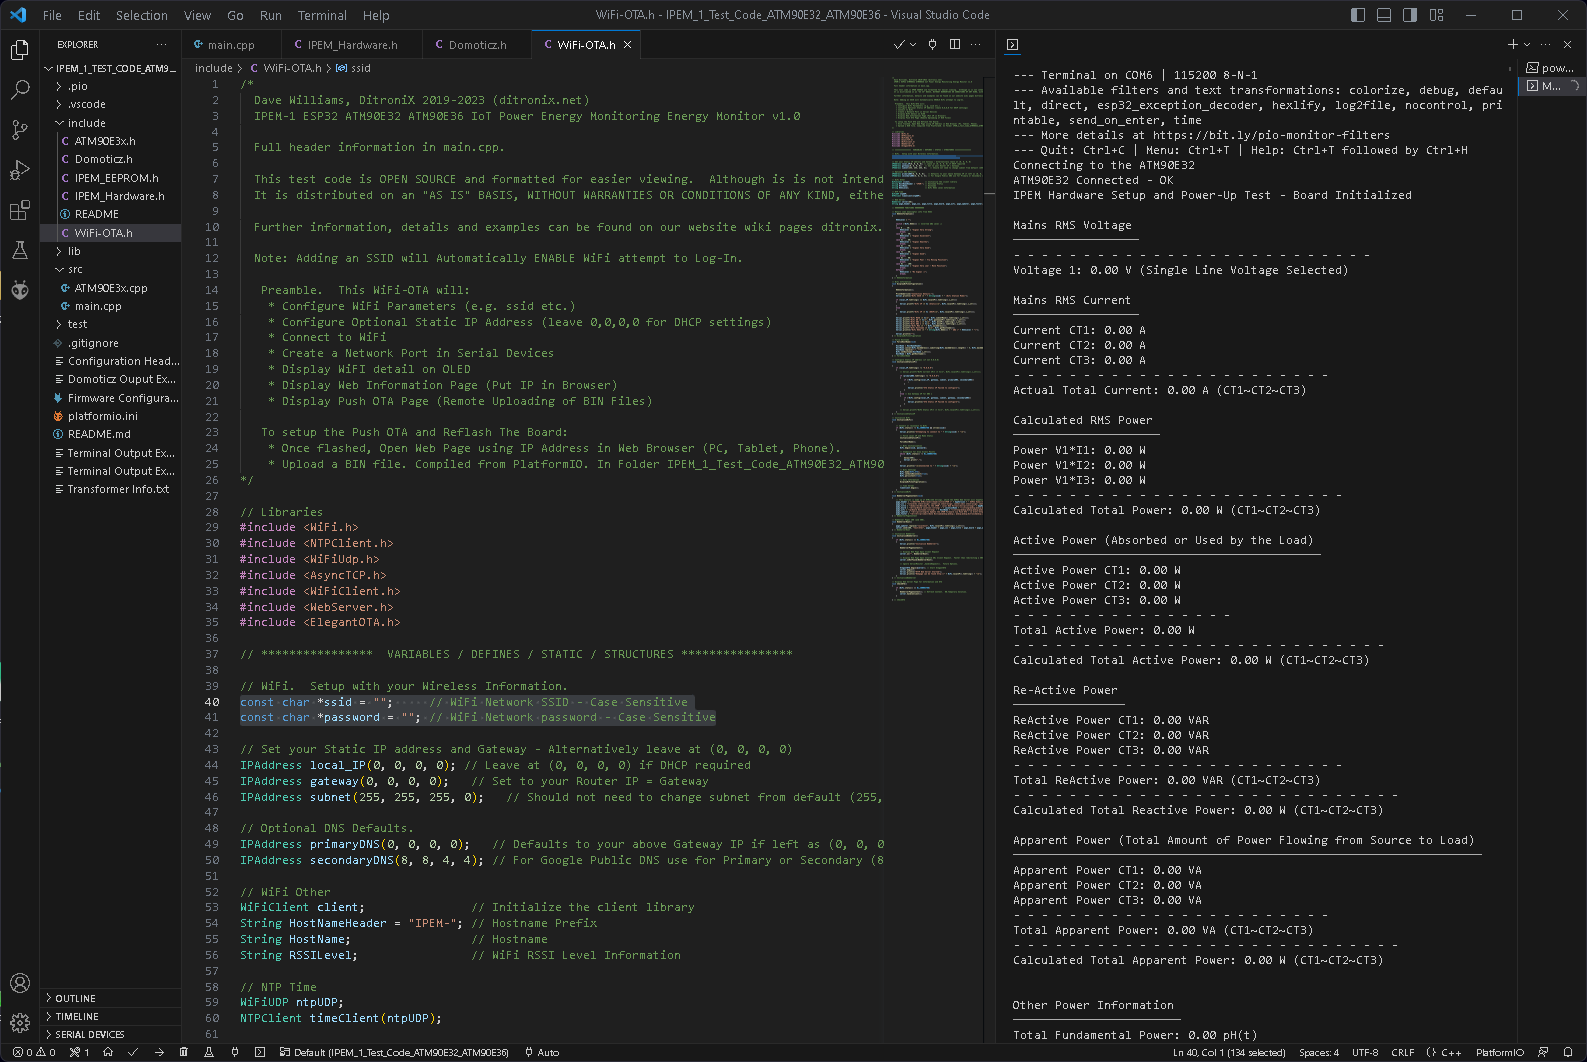 File Edit Selection View Go Run Terminal Help
WiFi-OTA.h - IPEM_1_Test_Code_ATM90E32_ATM90E36 - Visual Studio Code
EXPLORER
IPEM_1_TEST_CODE_ATM9...
.pio
.vscode
include
ATM90E3x.h
Domoticz.h
IPEM_EEPROM.h
IPEM_Hardware.h
README
WiFi-OTA.h
lib
src
ATM90E3x.cpp
main.cpp
test
.gitignore
Configuration Head...
Domoticz Ouput Ex...
Firmware Configura...
platformio.ini
README.md
Terminal Output Ex...
Terminal Output Ex...
Transformer Info.txt
OUTLINE
TIMELINE
SERIAL DEVICES
main.cpp IPEM_Hardware.h Domoticz.h WiFi-OTA.h
include > C WiFi-OTA.h > ssid
1 /*
2 Dave Williams, DitroniX 2019-2023 (ditronix.net)
3 IPEM-1 ESP32 ATM90E32 ATM90E36 IoT Power Energy Monitoring Energy Monitor v1.0
4
5 Full header information in main.cpp.
6
7 This test code is OPEN SOURCE and formatted for easier viewing.  Although is is not intend
8 It is distributed on an "AS IS" BASIS, WITHOUT WARRANTIES OR CONDITIONS OF ANY KIND, eithe
9
10 Further information, details and examples can be found on our website wiki pages ditronix.
11
12 Note: Adding an SSID will Automatically ENABLE WiFi attempt to Log-In.
13
14 Preamble.  This WiFi-OTA will:
15 * Configure WiFi Parameters (e.g. ssid etc.)
16 * Configure Optional Static IP Address (leave 0,0,0,0 for DHCP settings)
17 * Connect to WiFi
18 * Create a Network Port in Serial Devices
19 * Display WiFI detail on OLED
20 * Display Web Information Page (Put IP in Browser)
21 * Display Push OTA Page (Remote Uploading of BIN Files)
22
23 To setup the Push OTA and Reflash The Board:
24 * Once flashed, Open Web Page using IP Address in Web Browser (PC, Tablet, Phone).
25 * Upload a BIN file. Compiled from PlatformIO. In Folder IPEM_1_Test_Code_ATM90E32_ATM90
26 */
27
28 // Libraries
29 #include <WiFi.h>
30 #include <NTPClient.h>
31 #include <WiFiUdp.h>
32 #include <AsyncTCP.h>
33 #include <WiFiClient.h>
34 #include <WebServer.h>
35 #include <ElegantOTA.h>
36
37 // **************** VARIABLES / DEFINES / STATIC / STRUCTURES ****************
38
39 // WiFi.  Setup with your Wireless Information.
40 const char *ssid = ""; // WiFi Network SSID - Case Sensitive
41 const char *password = ""; // WiFi Network password - Case Sensitive
42
43 // Set your Static IP address and Gateway - Alternatively leave at (0, 0, 0, 0)
44 IPAddress local_IP(0, 0, 0, 0); // Leave at (0, 0, 0, 0) if DHCP required
45 IPAddress gateway(0, 0, 0, 0); // Set to your Router IP = Gateway
46 IPAddress subnet(255, 255, 255, 0); // Should not need to change subnet from default (255,
47
48 // Optional DNS Defaults.
49 IPAddress primaryDNS(0, 0, 0, 0); // Defaults to your above Gateway IP if left as (0, 0, 0
50 IPAddress secondaryDNS(8, 8, 4, 4); // For Google Public DNS use for Primary or Secondary (8
51
52 // WiFi Other
53 WiFiClient client; // Initialize the client library
54 String HostNameHeader = "IPEM-"; // Hostname Prefix
55 String HostName; // Hostname
56 String RSSILevel; // WiFi RSSI Level Information
57
58 // NTP Time
59 WiFiUDP ntpUDP;
60 NTPClient timeClient(ntpUDP);
61
--- Terminal on COM6 | 115200 8-N-1
--- Available filters and text transformations: colorize, debug, defau
lt, direct, esp32_exception_decoder, hexlify, log2file, nocontrol, pri
ntable, send_on_enter, time
--- More details at https://bit.ly/pio-monitor-filters
--- Quit: Ctrl+C | Menu: Ctrl+T | Help: Ctrl+T followed by Ctrl+H
Connecting to the ATM90E32
ATM90E32 Connected - OK
IPEM Hardware Setup and Power-Up Test - Board Initialized
Mains RMS Voltage
- - - - - - - - - - - - - - - - - - - - - - - - - -
Voltage 1: 0.00 V (Single Line Voltage Selected)
Mains RMS Current
Current CT1: 0.00 A
Current CT2: 0.00 A
Current CT3: 0.00 A
- - - - - - - - - - - - - - - - - - - - - - -
Actual Total Current: 0.00 A (CT1~CT2~CT3)
Calculated RMS Power
Power V1*I1: 0.00 W
Power V1*I2: 0.00 W
Power V1*I3: 0.00 W
- - - - - - - - - - - - - - - - - - - - - - - -
Calculated Total Power: 0.00 W (CT1~CT2~CT3)
Active Power (Absorbed or Used by the Load)
Active Power CT1: 0.00 W
Active Power CT2: 0.00 W
Active Power CT3: 0.00 W
- - - - - - - - - - - - - - - -
Total Active Power: 0.00 W
- - - - - - - - - - - - - - - - - - - - - - - - - - -
Calculated Total Active Power: 0.00 W (CT1~CT2~CT3)
Re-Active Power
ReActive Power CT1: 0.00 VAR
ReActive Power CT2: 0.00 VAR
ReActive Power CT3: 0.00 VAR
- - - - - - - - - - - - - - - - - - - - - - - -
Total ReActive Power: 0.00 VAR (CT1~CT2~CT3)
- - - - - - - - - - - - - - - - - - - - - - - - - - - -
Calculated Total Reactive Power: 0.00 W (CT1~CT2~CT3)
Apparent Power (Total Amount of Power Flowing from Source to Load)
Apparent Power CT1: 0.00 VA
Apparent Power CT2: 0.00 VA
Apparent Power CT3: 0.00 VA
- - - - - - - - - - - - - - - - - - - - - - -
Total Apparent Power: 0.00 VA (CT1~CT2~CT3)
- - - - - - - - - - - - - - - - - - - - - - - - - - - -
Calculated Total Apparent Power: 0.00 W (CT1~CT2~CT3)
Other Power Information
Total Fundamental Power: 0.00 pH(t)
pow...
M...
0 0 1 Default (IPEM_1_Test_Code_ATM90E32_ATM90E36) Auto
Ln 40, Col 1 (134 selected) Spaces: 4 UTF-8 CRLF {} C++ PlatformIO